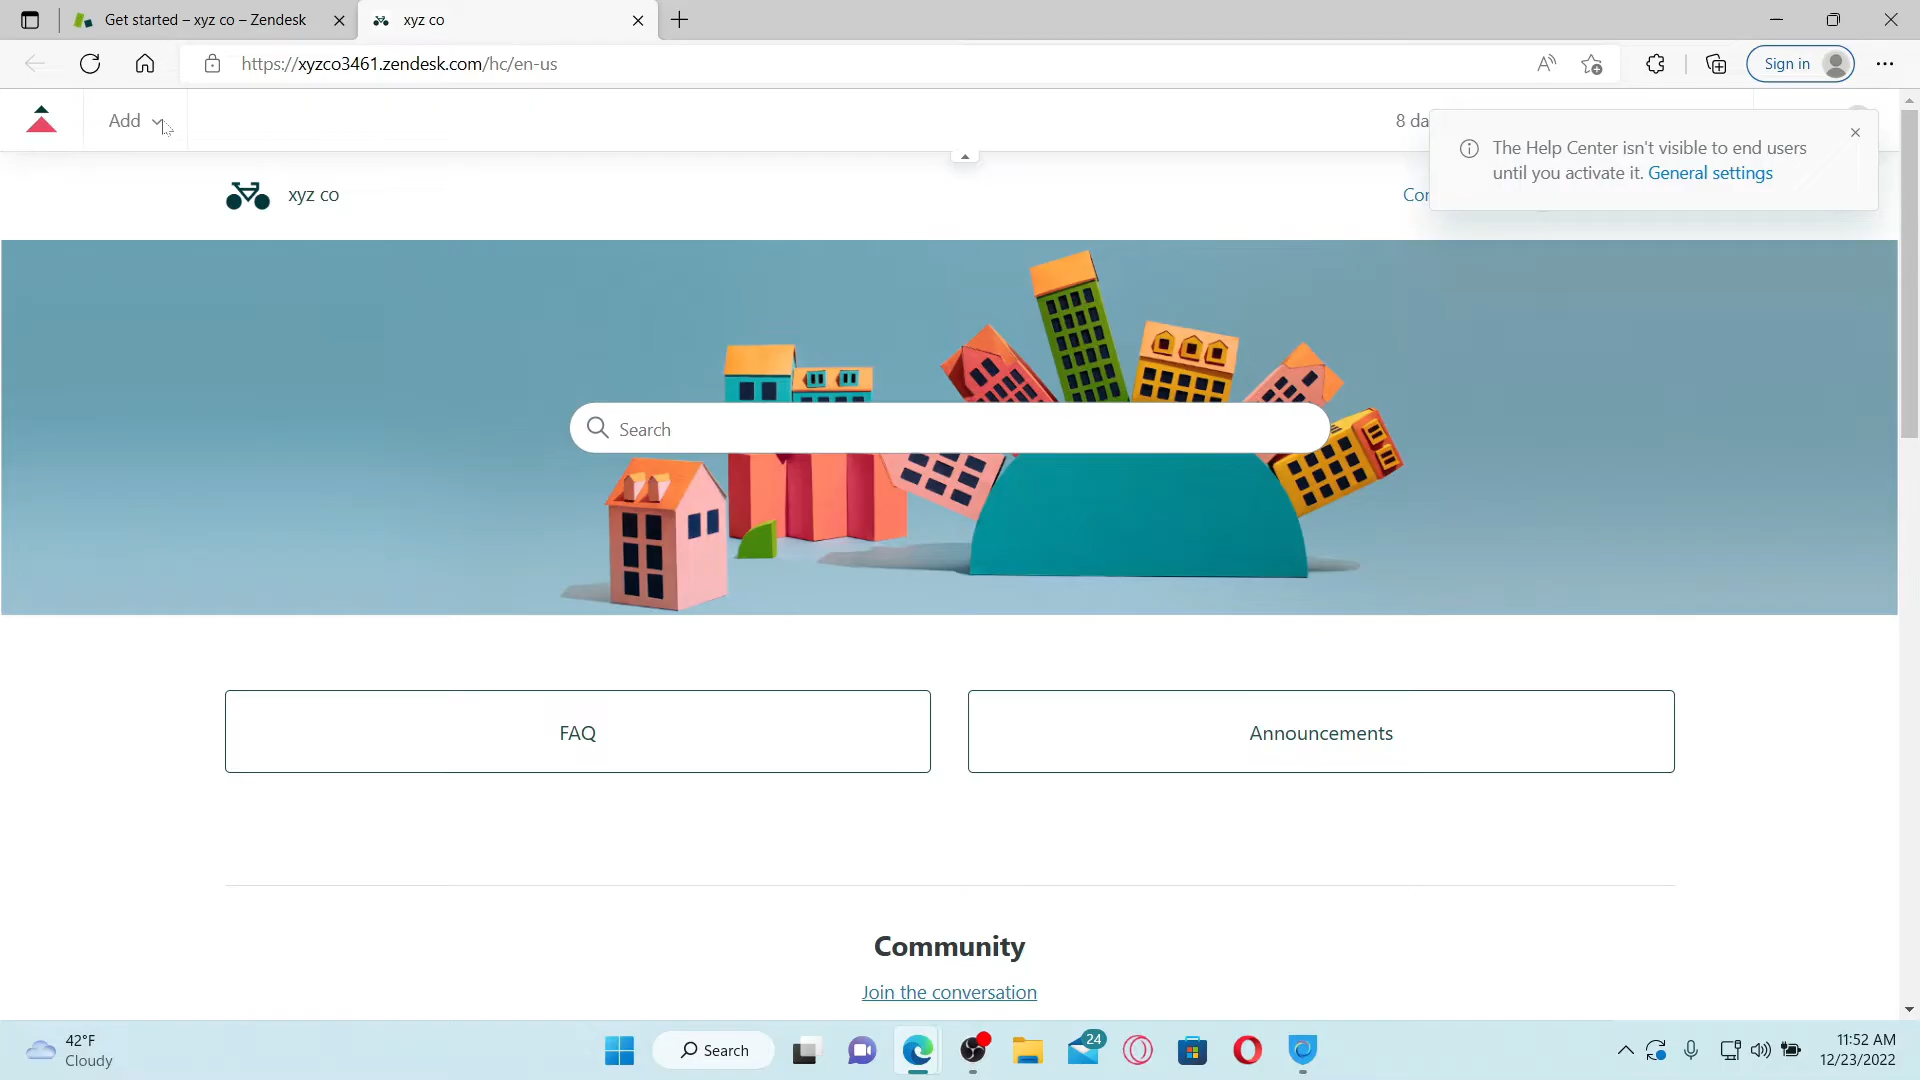 Get started – xyz co – Zendesk
xyz co
https://xyzco3461.zendesk.com/hc/en-us
Sign in
Add
8 da
The Help Center isn't visible to end users
until you activate it. General settings
xyz co
Search
FAQ
Announcements
Community
Join the conversation
42°F
Cloudy
Search
24
11:52 AM
12/23/2022